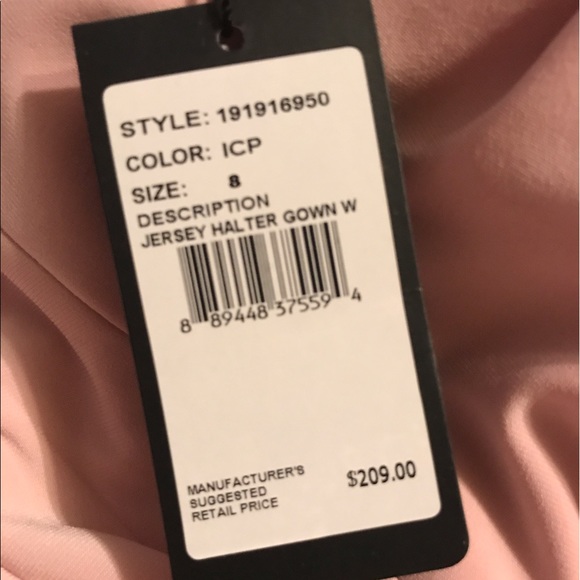 STYLE: 191916950
COLOR: ICP
SIZE: 8
DESCRIPTION
JERSEY HALTER GOWN W
8 89448 37559 4
MANUFACTURER'S
SUGGESTED
RETAIL PRICE
$209.00